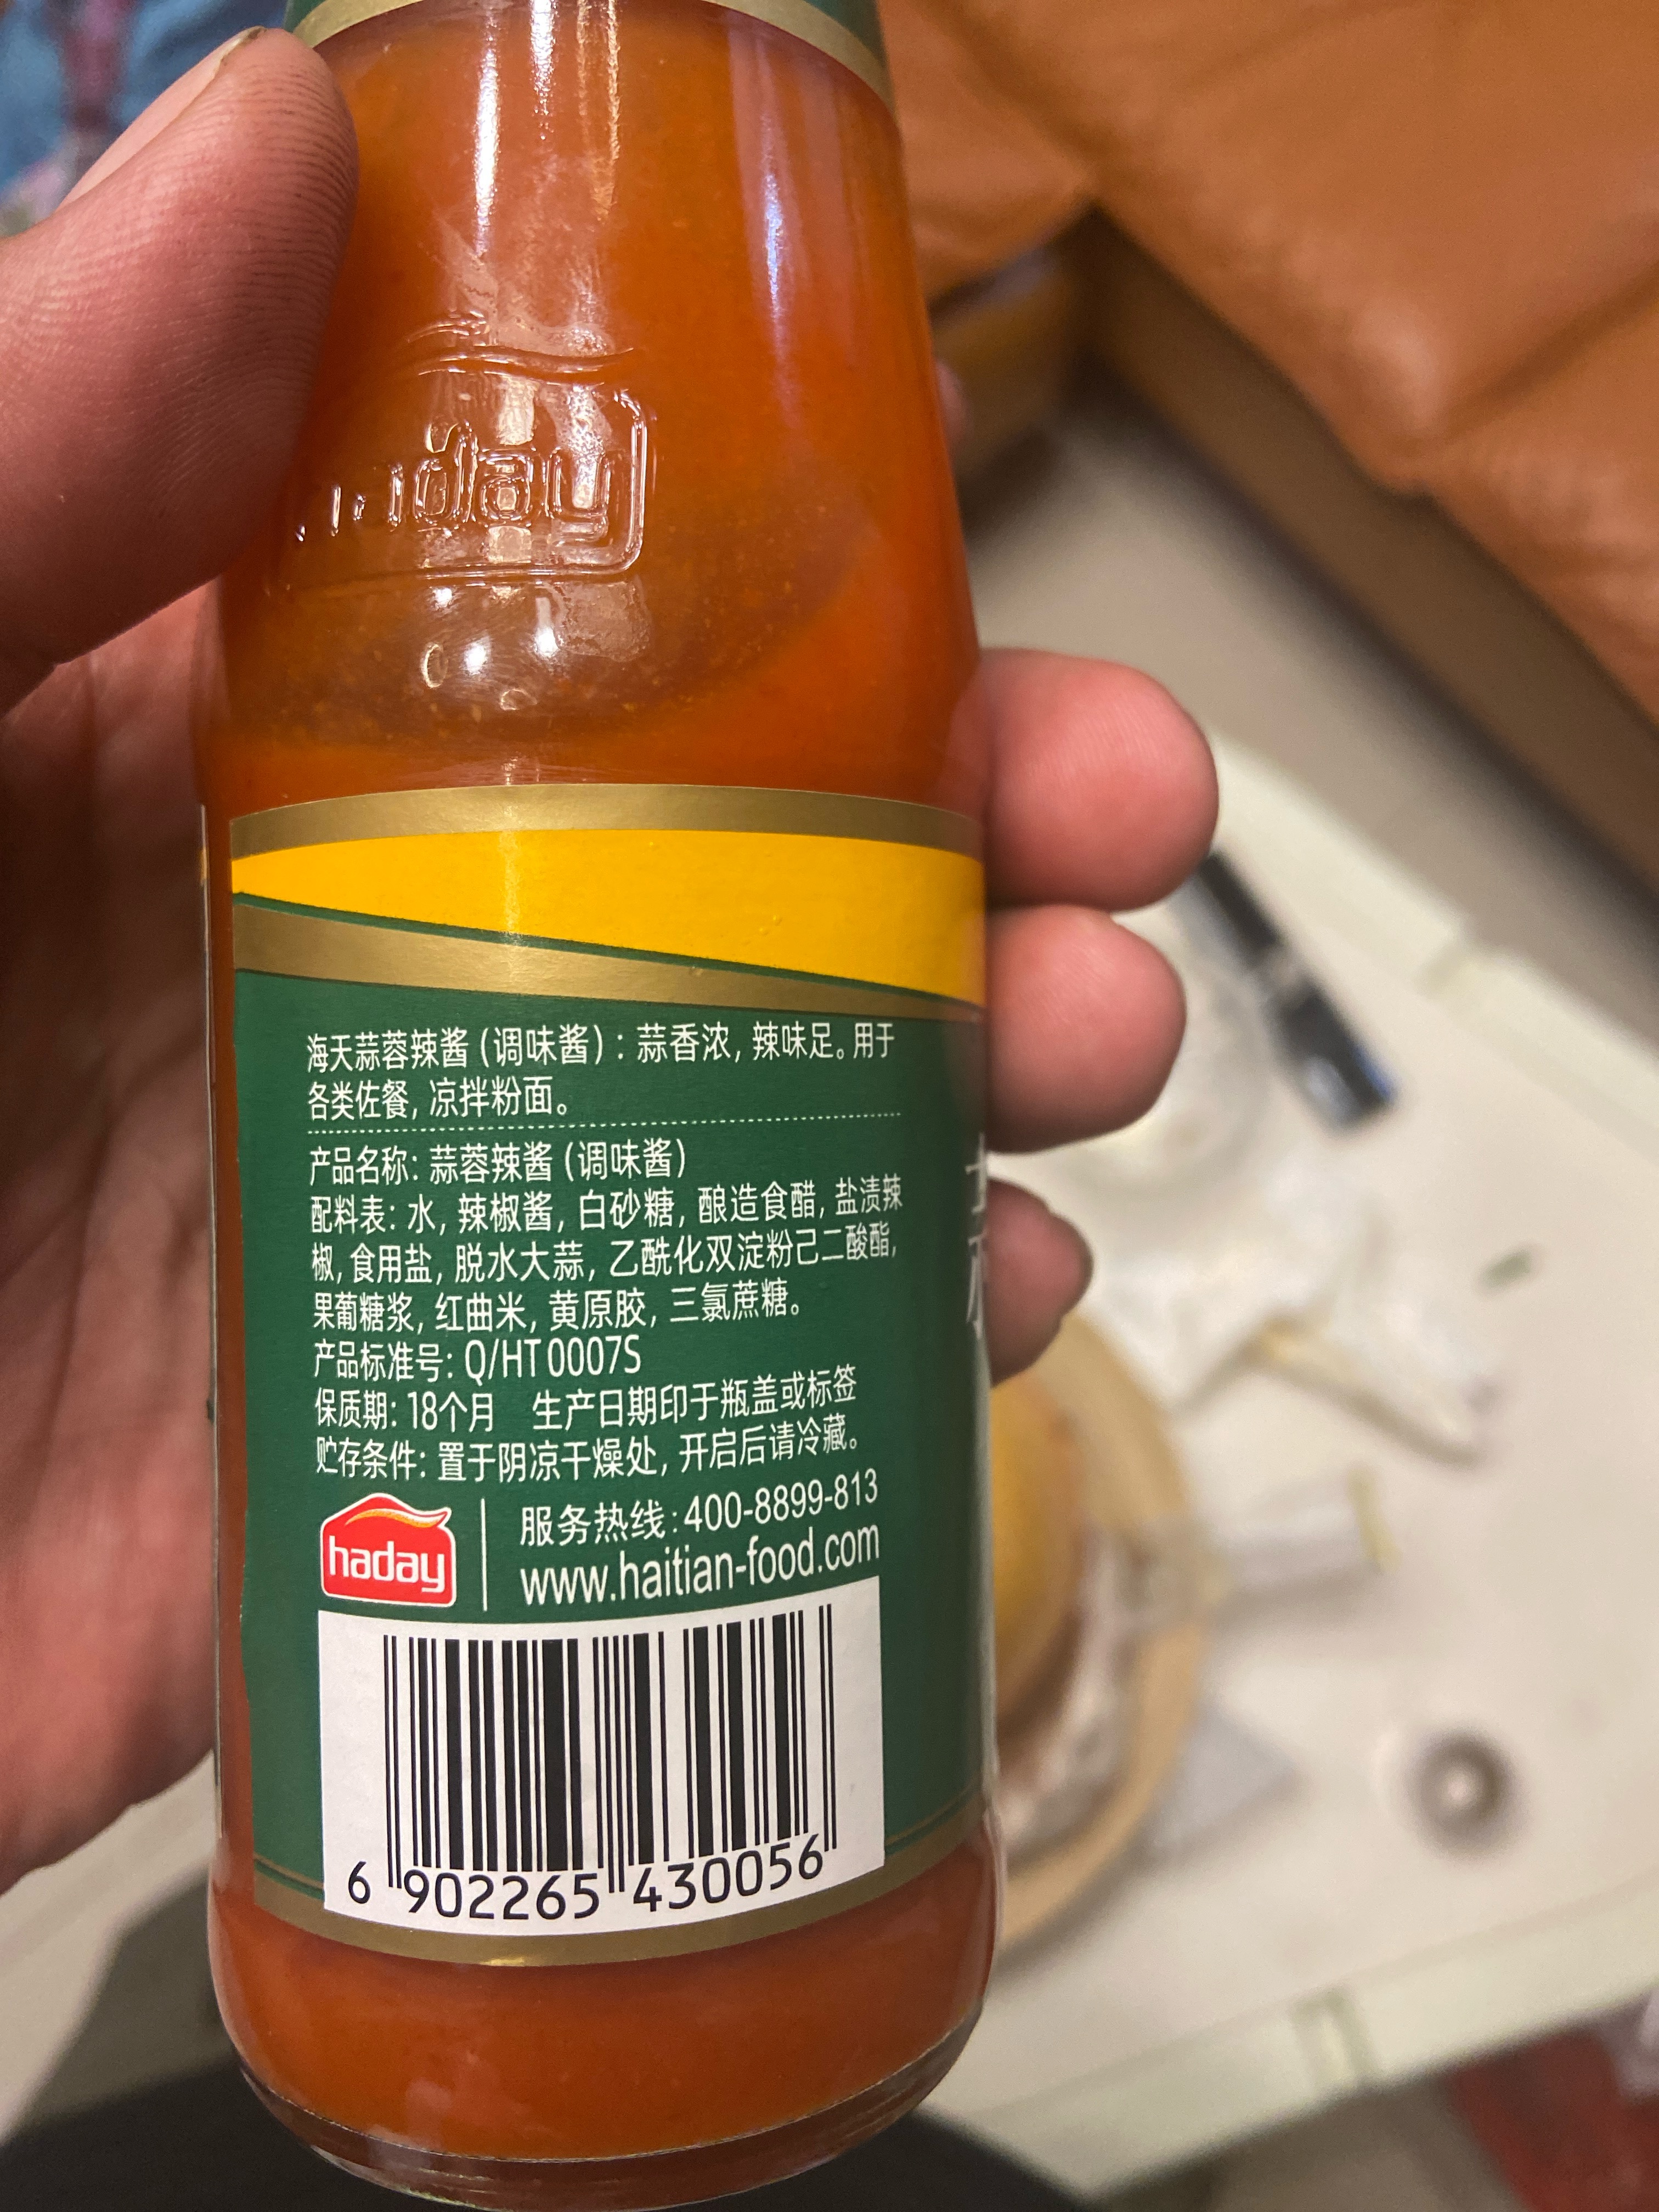 海天蒜蓉辣酱(调味酱):蒜香浓,辣味足。用于
各类佐餐,凉拌粉面。
产品名称:蒜蓉辣酱(调味酱)
配料表:水,辣椒酱,白砂糖,酿造食醋,盐渍辣
椒,食用盐,脱水大蒜,乙酰化双淀粉己二酸酯,
果葡糖浆,红曲米,黄原胶,三氯蔗糖。
产品标准号:Q/HT 0007S
保质期:18个月 生产日期印于瓶盖或标签
贮存条件:置于阴凉干燥处,开启后请冷藏。
haday
服务热线:400-8899-813
www.haitian-food.com
6 902265 430056